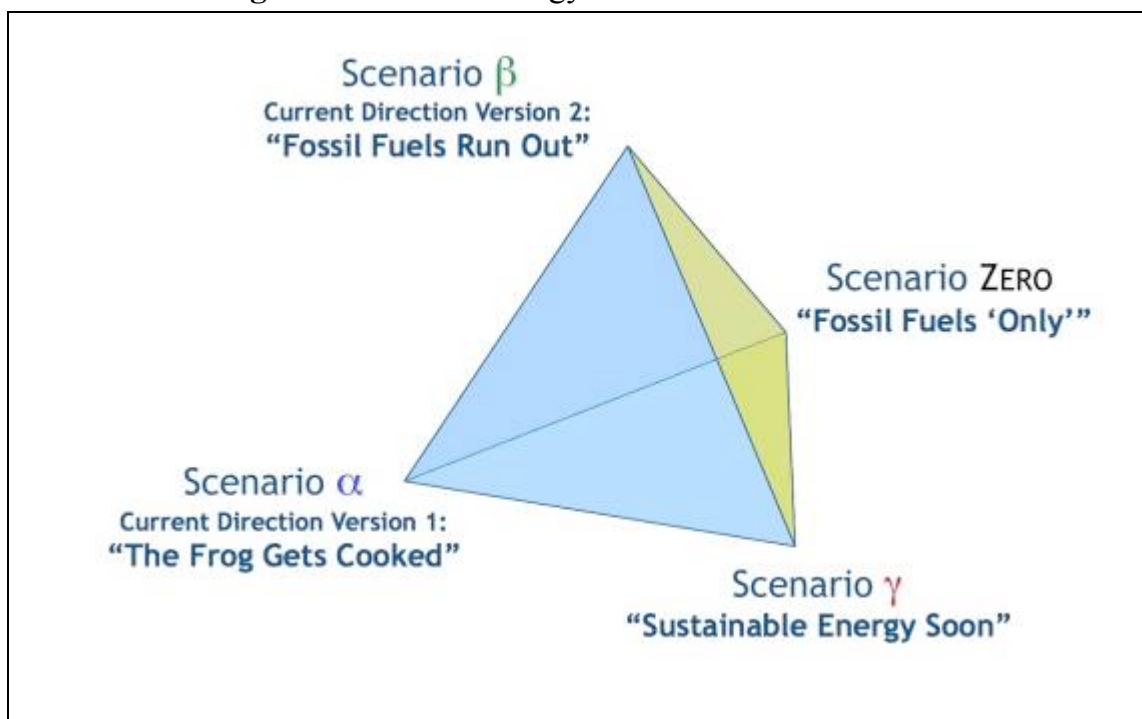 Scenario β
Current Direction Version 2:
“Fossil Fuels Run Out”
Scenario ZERO
“Fossil Fuels ‘Only’”
Scenario α
Current Direction Version 1:
“The Frog Gets Cooked”
Scenario γ
“Sustainable Energy Soon”